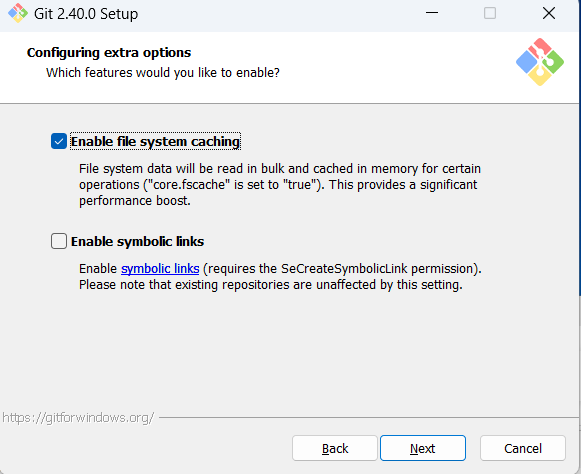 Git 2.40.0 Setup
Configuring extra options
Which features would you like to enable?
Enable file system caching
File system data will be read in bulk and cached in memory for certain
operations ("core.fscache" is set to "true"). This provides a significant
performance boost.
Enable symbolic links
Enable symbolic links (requires the SeCreateSymbolicLink permission).
Please note that existing repositories are unaffected by this setting.
https://gitforwindows.org/
Back
Next
Cancel